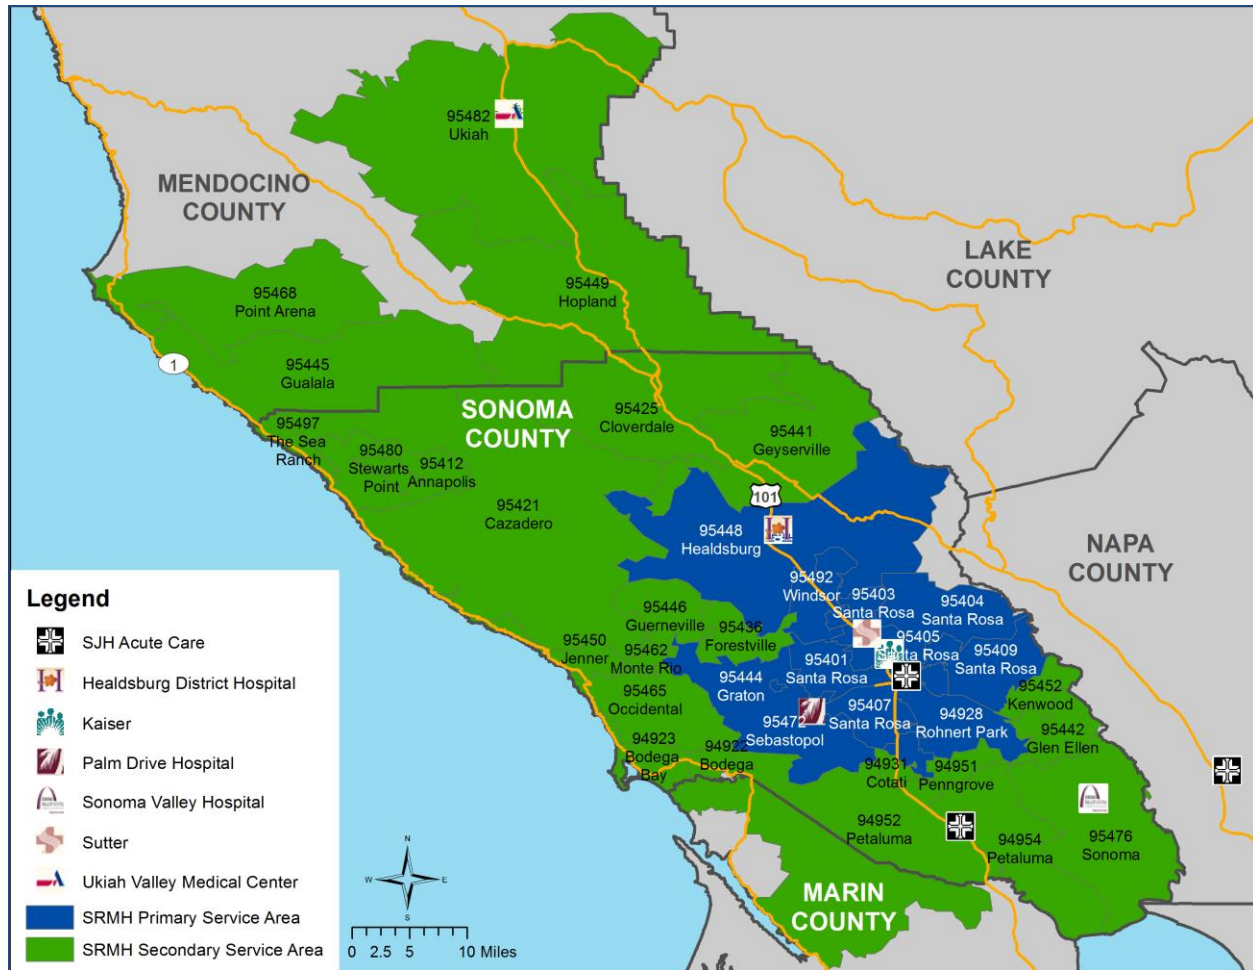 95482
Ukiah
MENDOCINO
COUNTY
LAKE
COUNTY
95468
Point Arena
95449
Hopland
1
95445
Gualala
SONOMA
COUNTY
95425
Cloverdale
95441
Geyserville
95497
The Sea
Ranch
95480
Stewarts
Point
95412
Annapolis
95421
Cazadero
101
95448
Healdsburg
NAPA
COUNTY
95492
Windsor
95403
Santa Rosa
95404
Santa Rosa
95446
Guerneville
95436
Forestville
95405
Santa Rosa
95450
Jenner
95462
Monte Rio
95401
Santa Rosa
95409
Santa Rosa
95444
Graton
95465
Occidental
95452
Kenwood
95472
Sebastopol
95407
Santa Rosa
94928
Rohnert Park
95442
Glen Ellen
94923
Bodega
Bay
94922
Bodega
94931
Cotati
94951
Penngrove
94952
Petaluma
94954
Petaluma
95476
Sonoma
MARIN
COUNTY
Legend
SJH Acute Care
Healdsburg District Hospital
Kaiser
Palm Drive Hospital
Sonoma Valley Hospital
Sutter
Ukiah Valley Medical Center
SRMH Primary Service Area
SRMH Secondary Service Area
N
W E
S
0 2.5 5 10 Miles